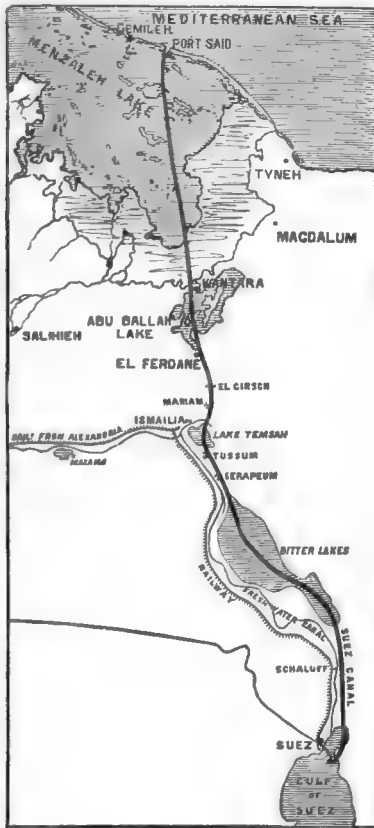 MEDITERRANEAN SEA
GEMILEH
PORT SAID
MENZALEH
LAKE
TYNEH
MAGDALUM
KANTARA
ABU BALLAH
LAKE
SALIHIEH
EL FERDANE
EL GIRSCH
MARIAM
ISMAILIA
LAKE TEMSAH
FROM ALEXANDRIA
TUSSUM
SERAPEUM
BITTER LAKES
RAILWAY
FRESH WATER CANAL
SUEZ CANAL
SCHALUFF
SUEZ
GULF
OF
SUEZ